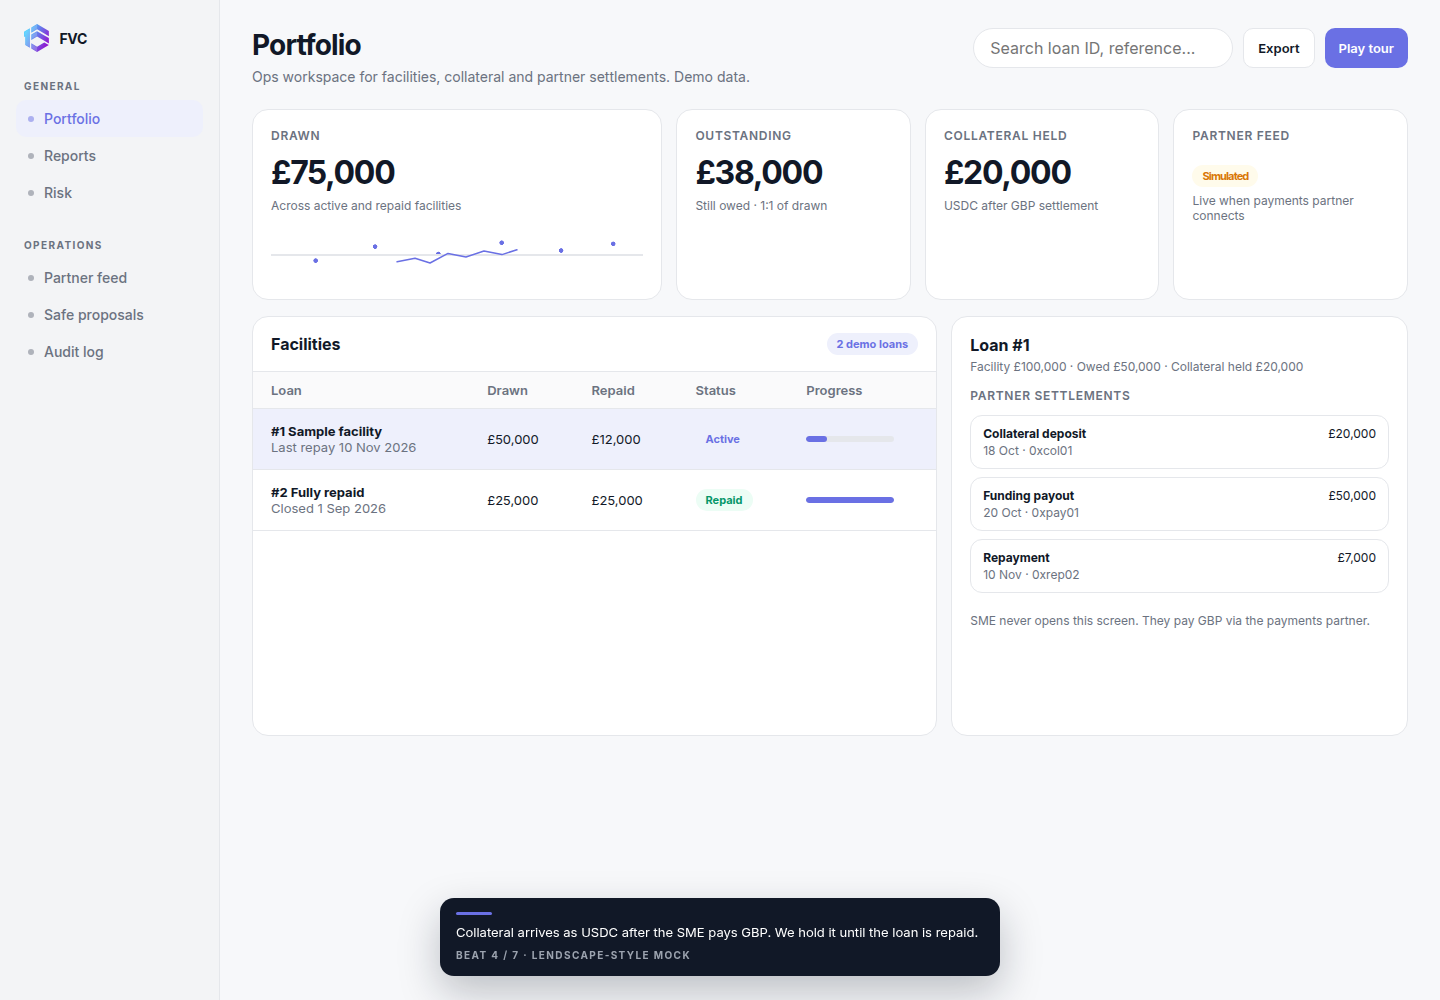 FVC
GENERAL
Portfolio
Reports
Risk
OPERATIONS
Partner feed
Safe proposals
Audit log
Portfolio
Ops workspace for facilities, collateral and partner settlements. Demo data.
Search loan ID, reference...
Export
Play tour
DRAWN
£75,000
Across active and repaid facilities
OUTSTANDING
£38,000
Still owed · 1:1 of drawn
COLLATERAL HELD
£20,000
USDC after GBP settlement
PARTNER FEED
Simulated
Live when payments partner
connects
Facilities
2 demo loans
Loan Drawn Repaid Status Progress
#1 Sample facility
Last repay 10 Nov 2026
£50,000 £12,000 Active
#2 Fully repaid
Closed 1 Sep 2026
£25,000 £25,000 Repaid
Loan #1
Facility £100,000 · Owed £50,000 · Collateral held £20,000
PARTNER SETTLEMENTS
Collateral deposit £20,000
18 Oct · 0xcol01
Funding payout £50,000
20 Oct · 0xpay01
Repayment £7,000
10 Nov · 0xrep02
SME never opens this screen. They pay GBP via the payments partner.
Collateral arrives as USDC after the SME pays GBP. We hold it until the loan is repaid.
BEAT 4 / 7 · LENDSCAPE-STYLE MOCK